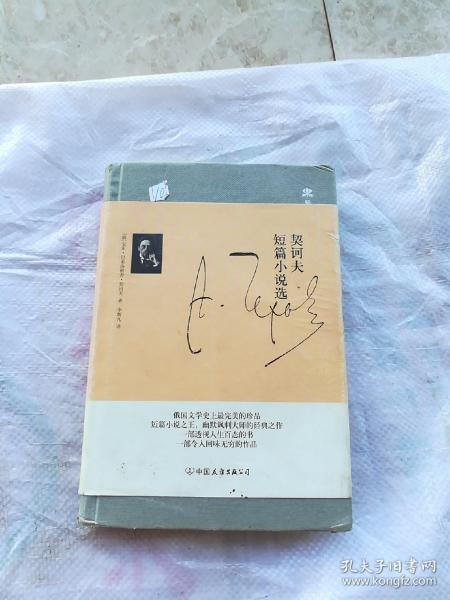 契诃夫
短篇小说选
A. Чехов
俄国文学史上最完美的珍品
短篇小说之王，幽默讽刺大师的经典之作
一部透视人生百态的书
一部令人回味无穷的作品
中国友谊出版公司
孔夫子旧书网
www.kongfz.com